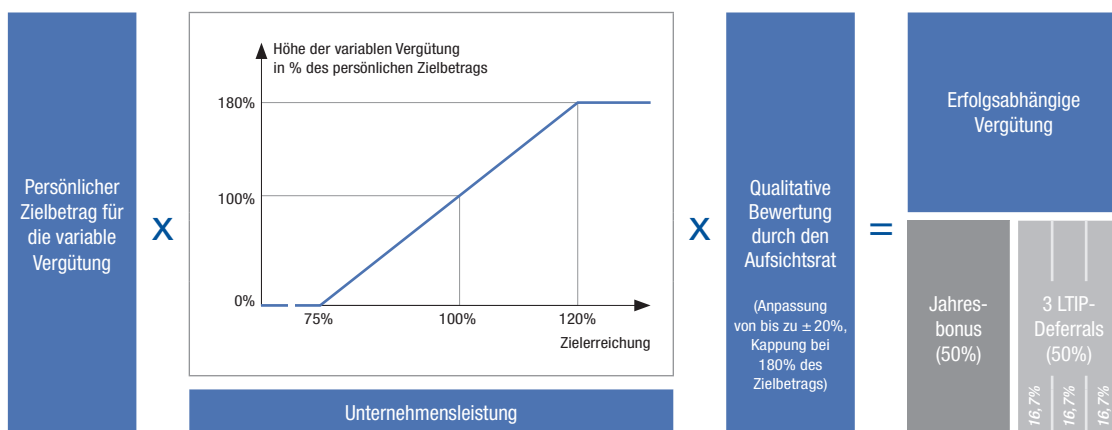 Persönlicher
Zielbetrag für
die variable
Vergütung
X
Höhe der variablen Vergütung
in % des persönlichen Zielbetrags
180%
100%
0%
75%
100%
120%
Zielerreichung
Unternehmensleistung
X
Qualitative
Bewertung
durch den
Aufsichtsrat
(Anpassung
von bis zu ± 20%,
Kappung bei
180% des
Zielbetrags)
=
Erfolgsabhängige
Vergütung
Jahres-
bonus
(50%)
3 LTIP-
Deferrals
(50%)
16,7%
16,7%
16,7%